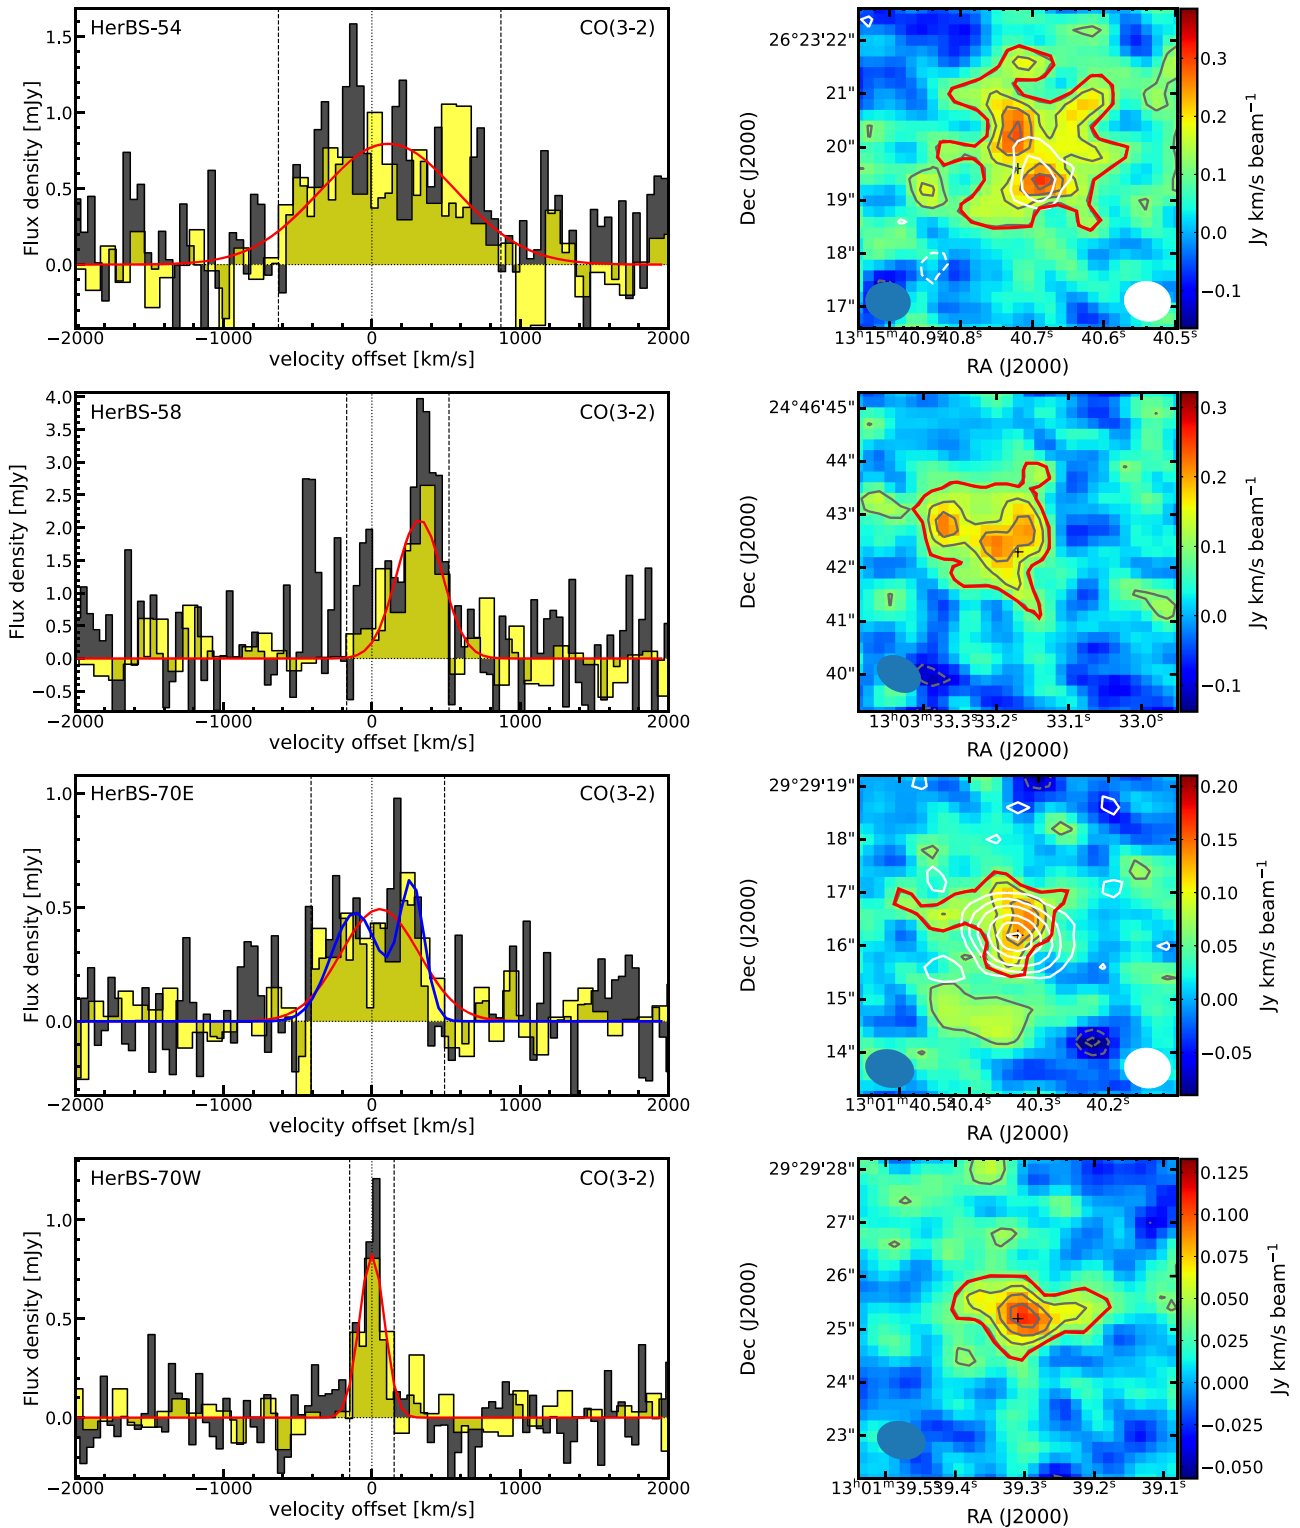 HerBS-54 CO(3-2)
Flux density [mJy]
1.5
1.0
0.5
0.0
−2000 −1000 0 1000 2000
velocity offset [km/s]
Dec (J2000)
26°23'22"
21"
20"
19"
18"
17"
13ʰ15ᵐ40.9ˢ 40.8ˢ 40.7ˢ 40.6ˢ 40.5ˢ
RA (J2000)
0.3
0.2
0.1
0.0
−0.1
Jy km/s beam⁻¹
HerBS-58 CO(3-2)
Flux density [mJy]
4.0
3.5
3.0
2.5
2.0
1.5
1.0
0.5
0.0
−0.5
−2000 −1000 0 1000 2000
velocity offset [km/s]
Dec (J2000)
24°46'45"
44"
43"
42"
41"
40"
13ʰ03ᵐ33.3ˢ 33.2ˢ 33.1ˢ 33.0ˢ
RA (J2000)
0.3
0.2
0.1
0.0
−0.1
Jy km/s beam⁻¹
HerBS-70E CO(3-2)
Flux density [mJy]
1.0
0.5
0.0
−2000 −1000 0 1000 2000
velocity offset [km/s]
Dec (J2000)
29°29'19"
18"
17"
16"
15"
14"
13ʰ01ᵐ40.5ˢ 40.4ˢ 40.3ˢ 40.2ˢ
RA (J2000)
0.20
0.15
0.10
0.05
0.00
−0.05
Jy km/s beam⁻¹
HerBS-70W CO(3-2)
Flux density [mJy]
1.0
0.5
0.0
−2000 −1000 0 1000 2000
velocity offset [km/s]
Dec (J2000)
29°29'28"
27"
26"
25"
24"
23"
13ʰ01ᵐ39.5ˢ 39.4ˢ 39.3ˢ 39.2ˢ 39.1ˢ
RA (J2000)
0.125
0.100
0.075
0.050
0.025
0.000
−0.025
−0.050
Jy km/s beam⁻¹